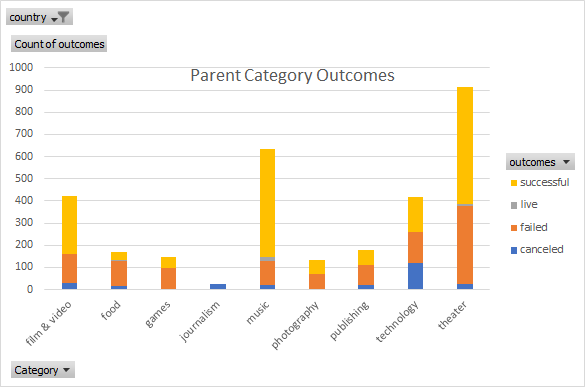 country
Count of outcomes
Parent Category Outcomes
1000
900
800
700
600
500
400
300
200
100
0
film & video
food
games
journalism
music
photography
publishing
technology
theater
outcomes
successful
live
failed
canceled
Category